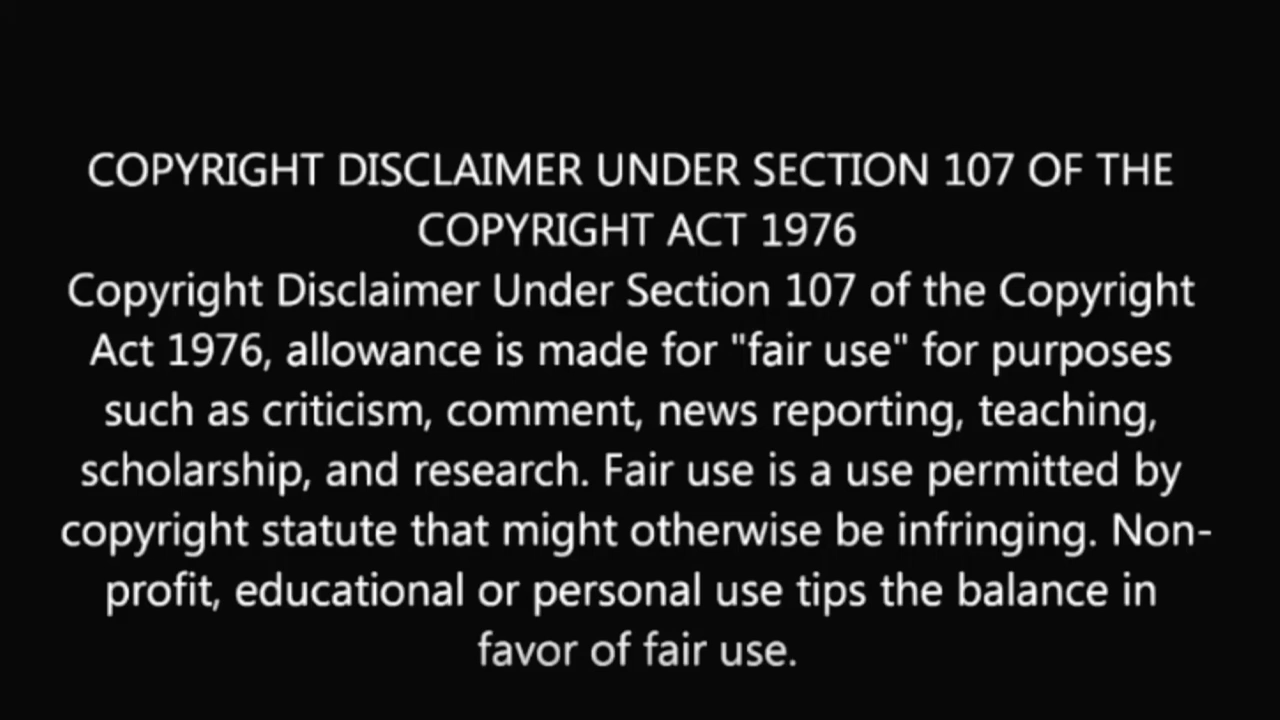 COPYRIGHT DISCLAIMER UNDER SECTION 107 OF THE
COPYRIGHT ACT 1976
Copyright Disclaimer Under Section 107 of the Copyright
Act 1976, allowance is made for "fair use" for purposes
such as criticism, comment, news reporting, teaching,
scholarship, and research. Fair use is a use permitted by
copyright statute that might otherwise be infringing. Non-
profit, educational or personal use tips the balance in
favor of fair use.